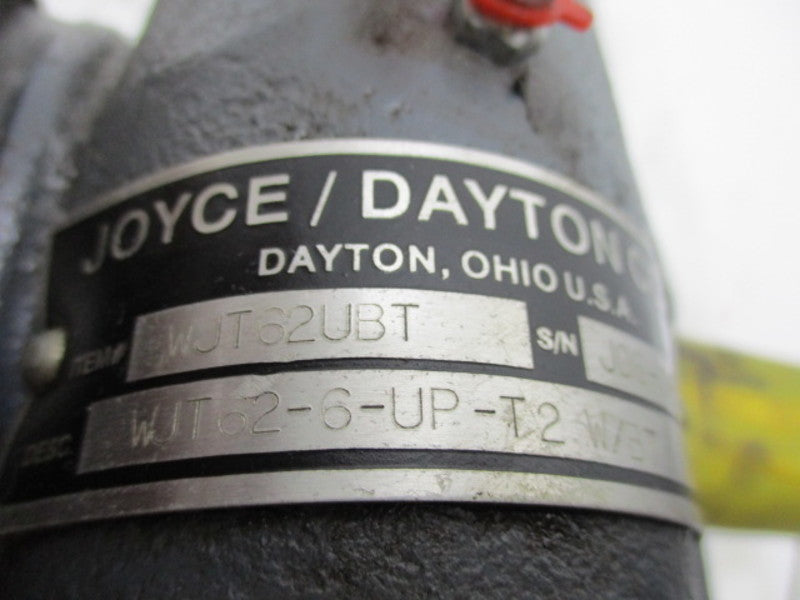 JOYCE / DAYTON
DAYTON, OHIO U.S.A.
ITEM# WJT62UBT S/N
DESC. WJT62-6-UP-T2